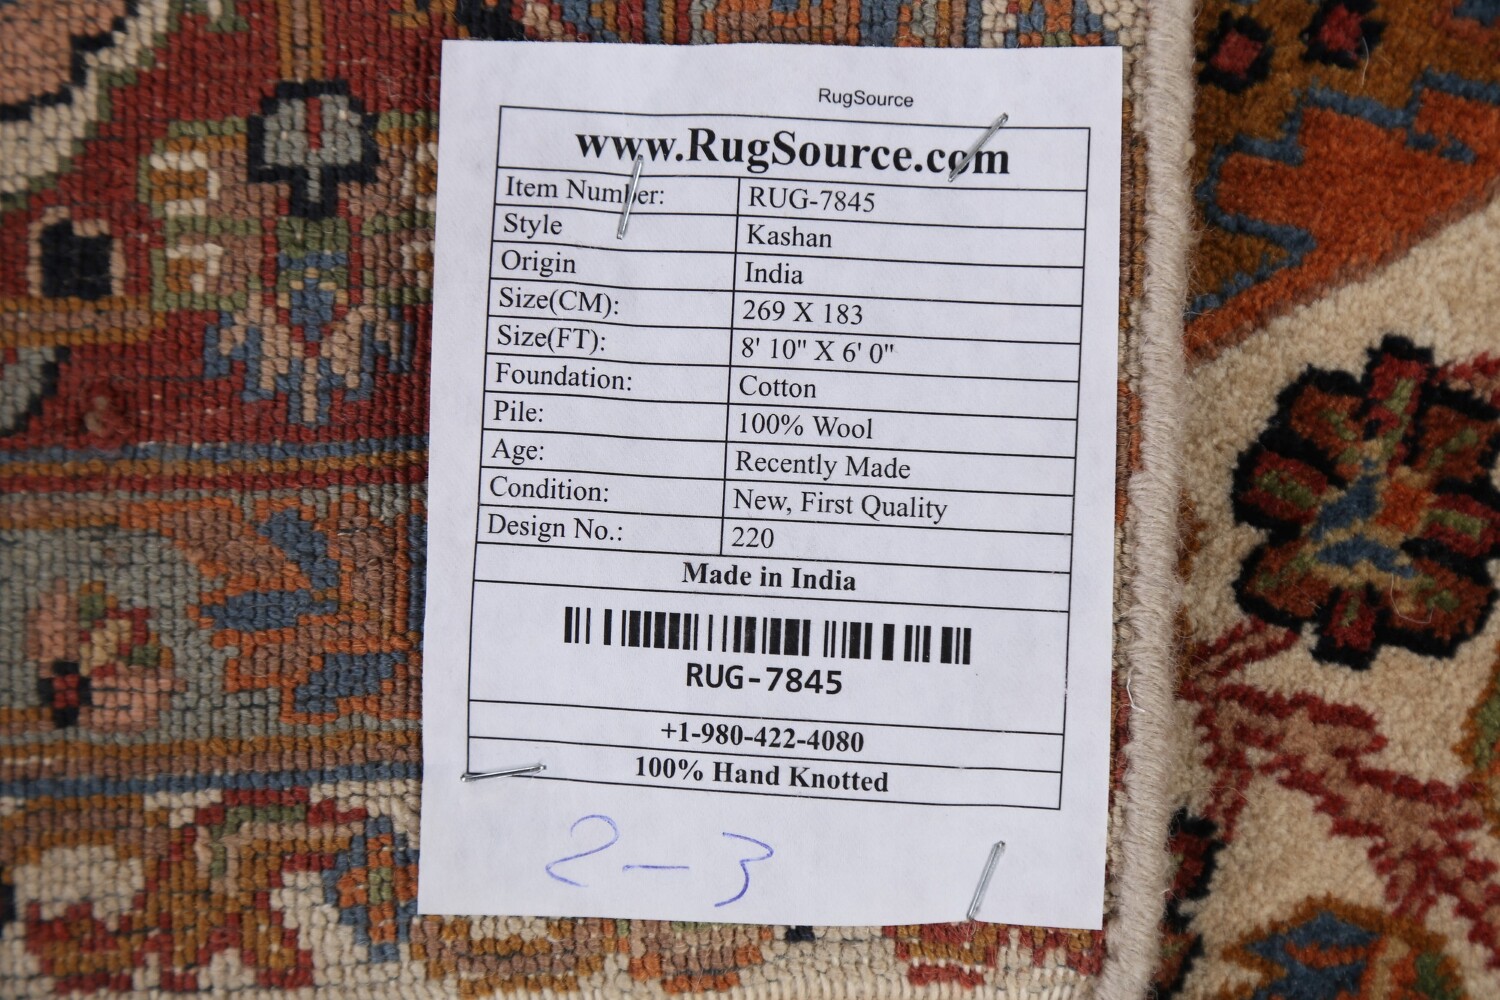 RugSource
www.RugSource.com
Item Number: RUG-7845
Style Kashan
Origin India
Size(CM): 269 X 183
Size(FT): 8' 10" X 6' 0"
Foundation: Cotton
Pile: 100% Wool
Age: Recently Made
Condition: New, First Quality
Design No.: 220
Made in India
RUG-7845
+1-980-422-4080
100% Hand Knotted
2-3